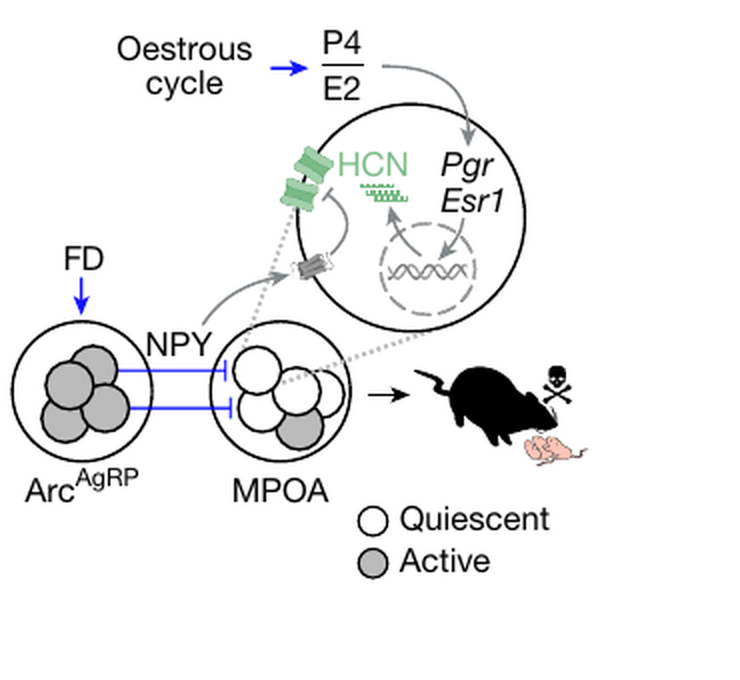 Oestrous
cycle
P4
E2
HCN
Pgr
Esr1
FD
NPY
Arc^AgRP
MPOA
Quiescent
Active